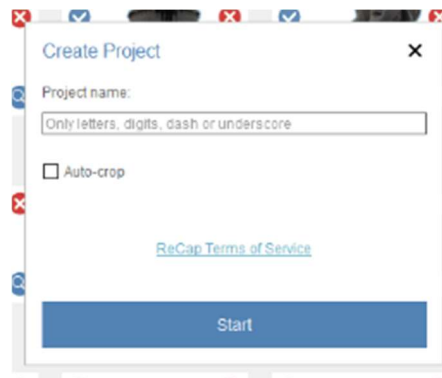 Create Project
Project name:
Only letters, digits, dash or underscore
Auto-crop
ReCap Terms of Service
Start